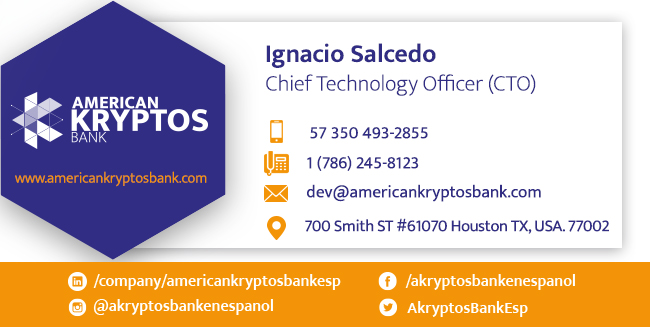 AMERICAN
KRYPTOS
BANK
www.americankryptosbank.com
Ignacio Salcedo
Chief Technology Officer (CTO)
57 350 493-2855
1 (786) 245-8123
dev@americankryptosbank.com
700 Smith ST #61070 Houston TX, USA. 77002
/company/americankryptosbankesp
/akryptosbankenespanol
@akryptosbankenespanol
AkryptosBankEsp